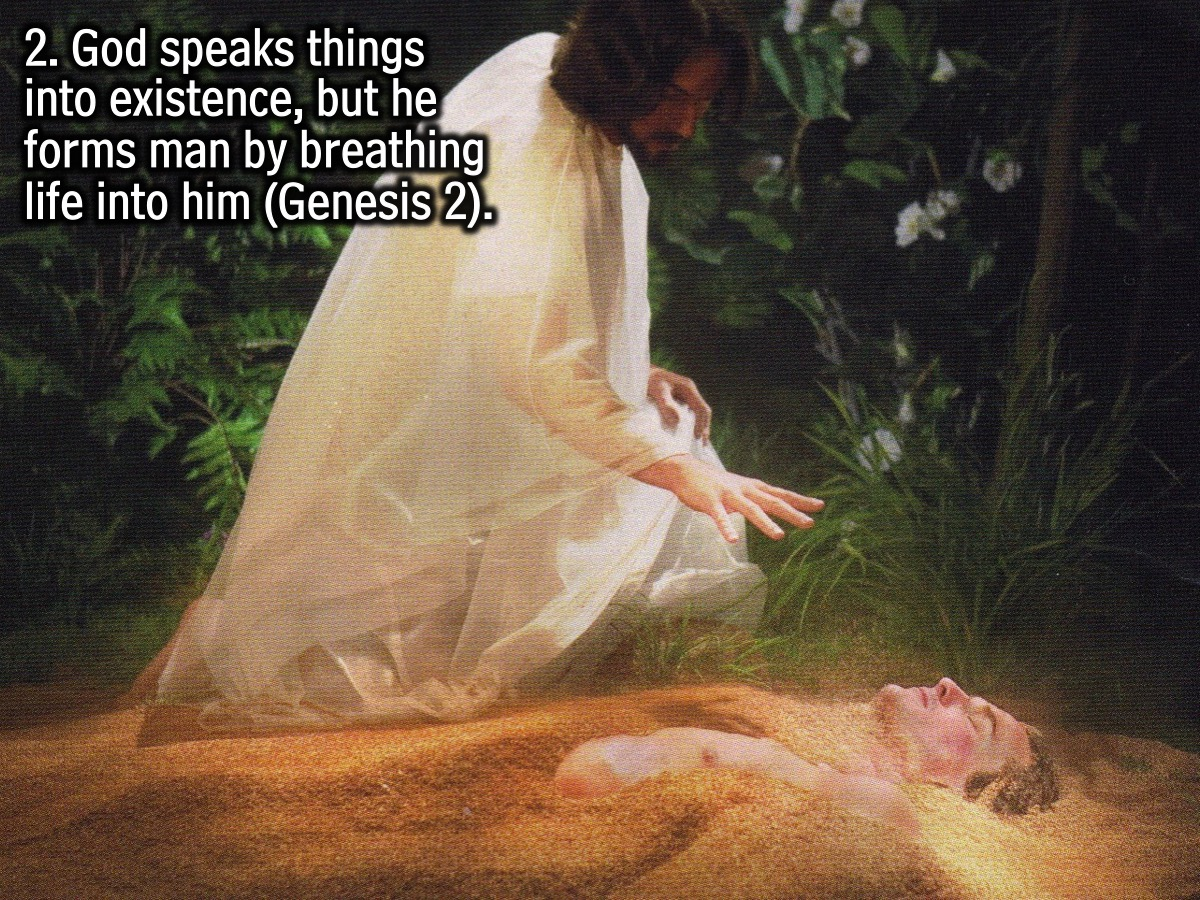 2. God speaks things
into existence, but he
forms man by breathing
life into him (Genesis 2).